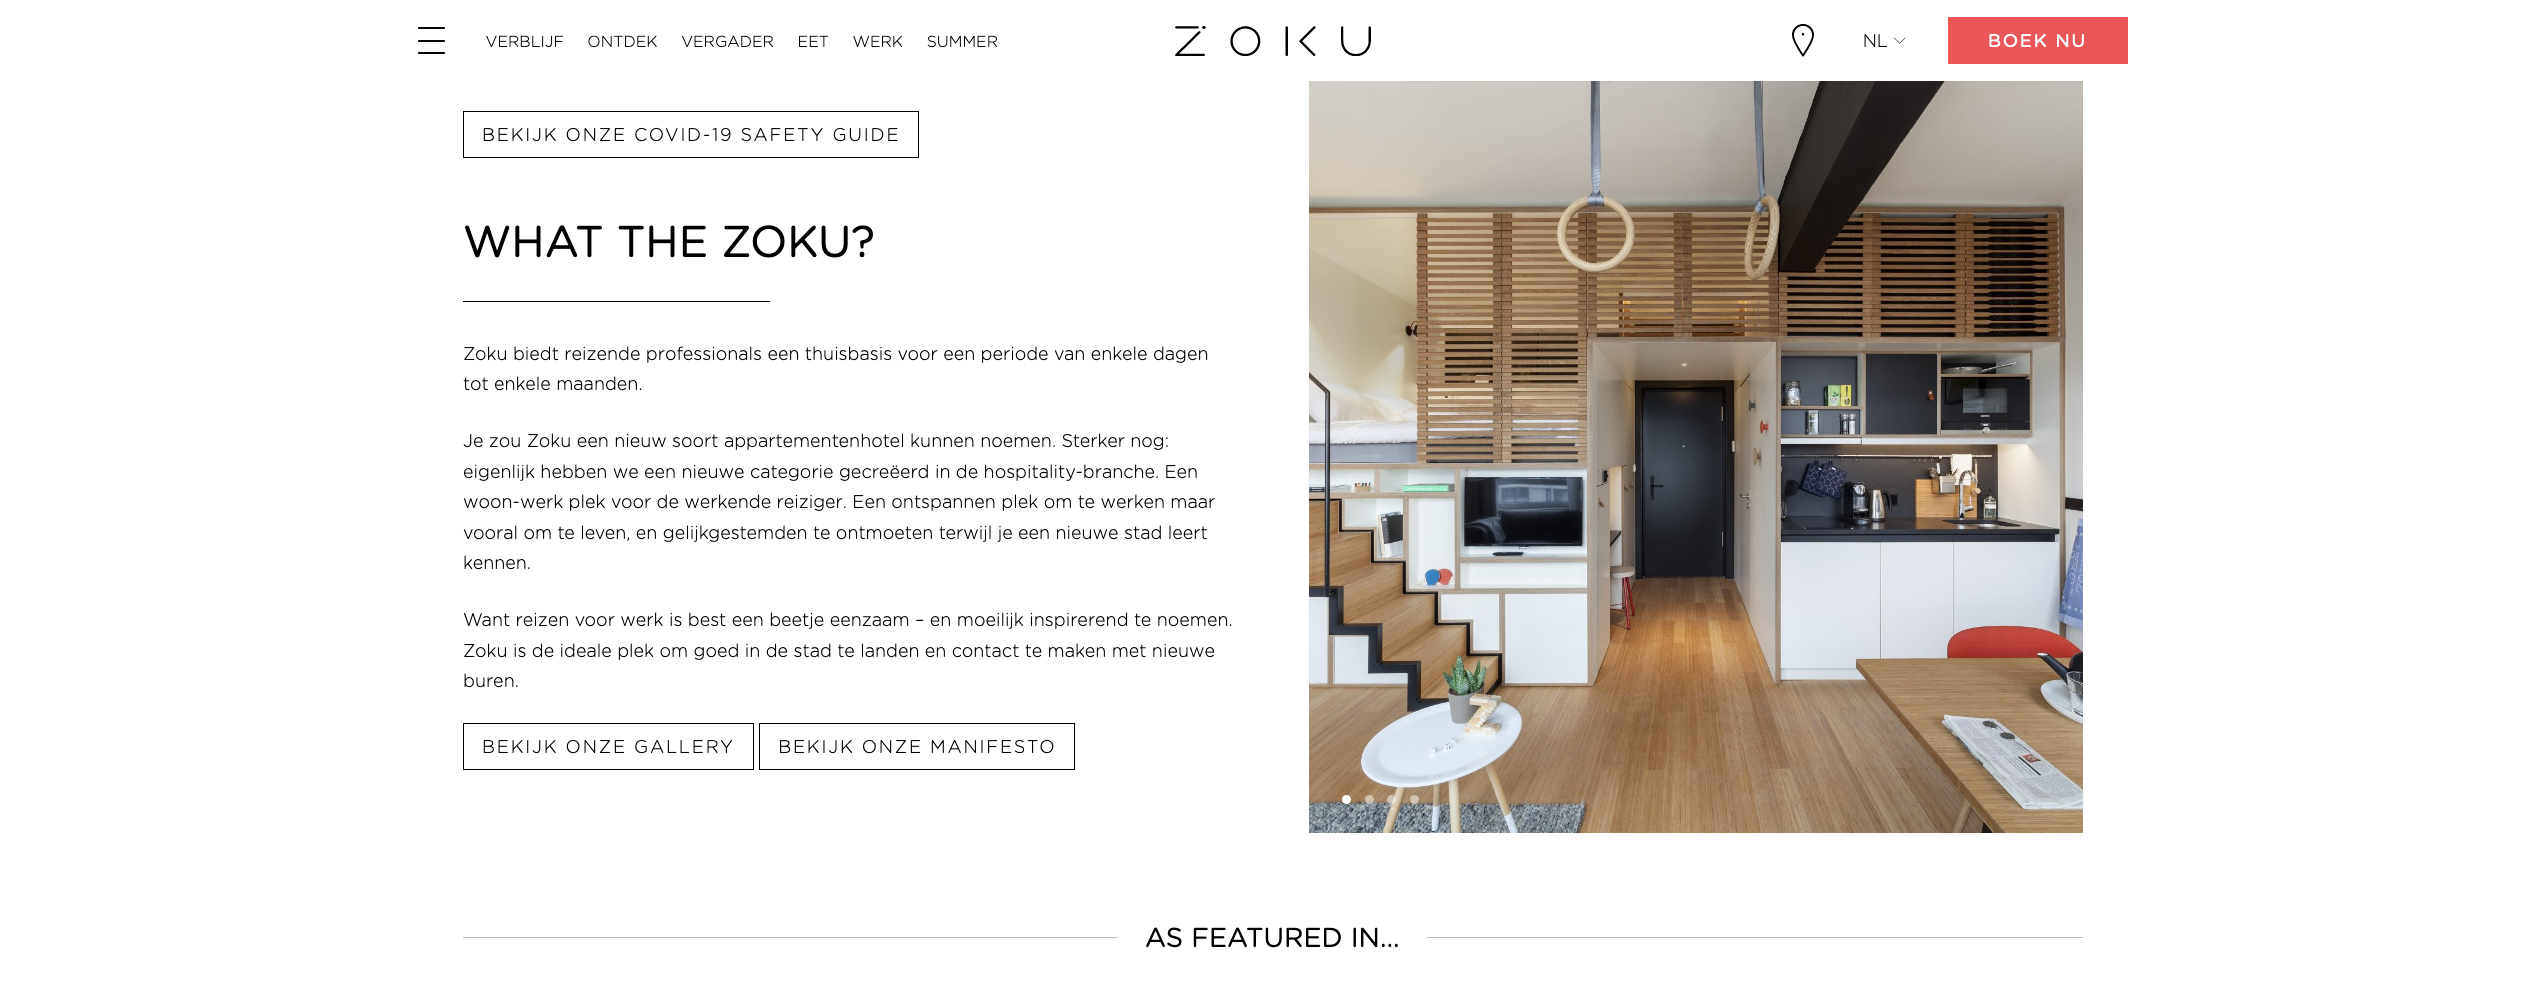 VERBLIJF ONTDEK VERGADER EET WERK SUMMER ZOKU NL BOEK NU
BEKIJK ONZE COVID-19 SAFETY GUIDE
WHAT THE ZOKU?
Zoku biedt reizende professionals een thuisbasis voor een periode van enkele dagen
tot enkele maanden.
Je zou Zoku een nieuw soort appartementenhotel kunnen noemen. Sterker nog:
eigenlijk hebben we een nieuwe categorie gecreëerd in de hospitality-branche. Een
woon-werk plek voor de werkende reiziger. Een ontspannen plek om te werken maar
vooral om te leven, en gelijkgestemden te ontmoeten terwijl je een nieuwe stad leert
kennen.
Want reizen voor werk is best een beetje eenzaam – en moeilijk inspirerend te noemen.
Zoku is de ideale plek om goed in de stad te landen en contact te maken met nieuwe
buren.
BEKIJK ONZE GALLERY BEKIJK ONZE MANIFESTO
AS FEATURED IN...